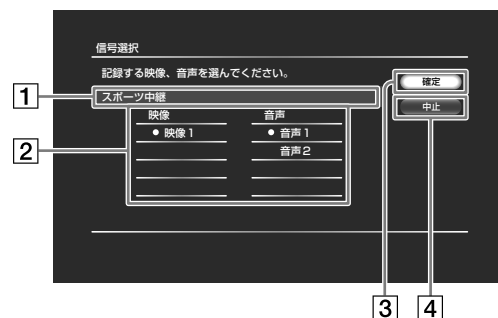 信号選択
記録する映像、音声を選んでください。
確定
1
スポーツ中継
中止
映像 音声
● 映像1 ● 音声1
2
音声2
3 4